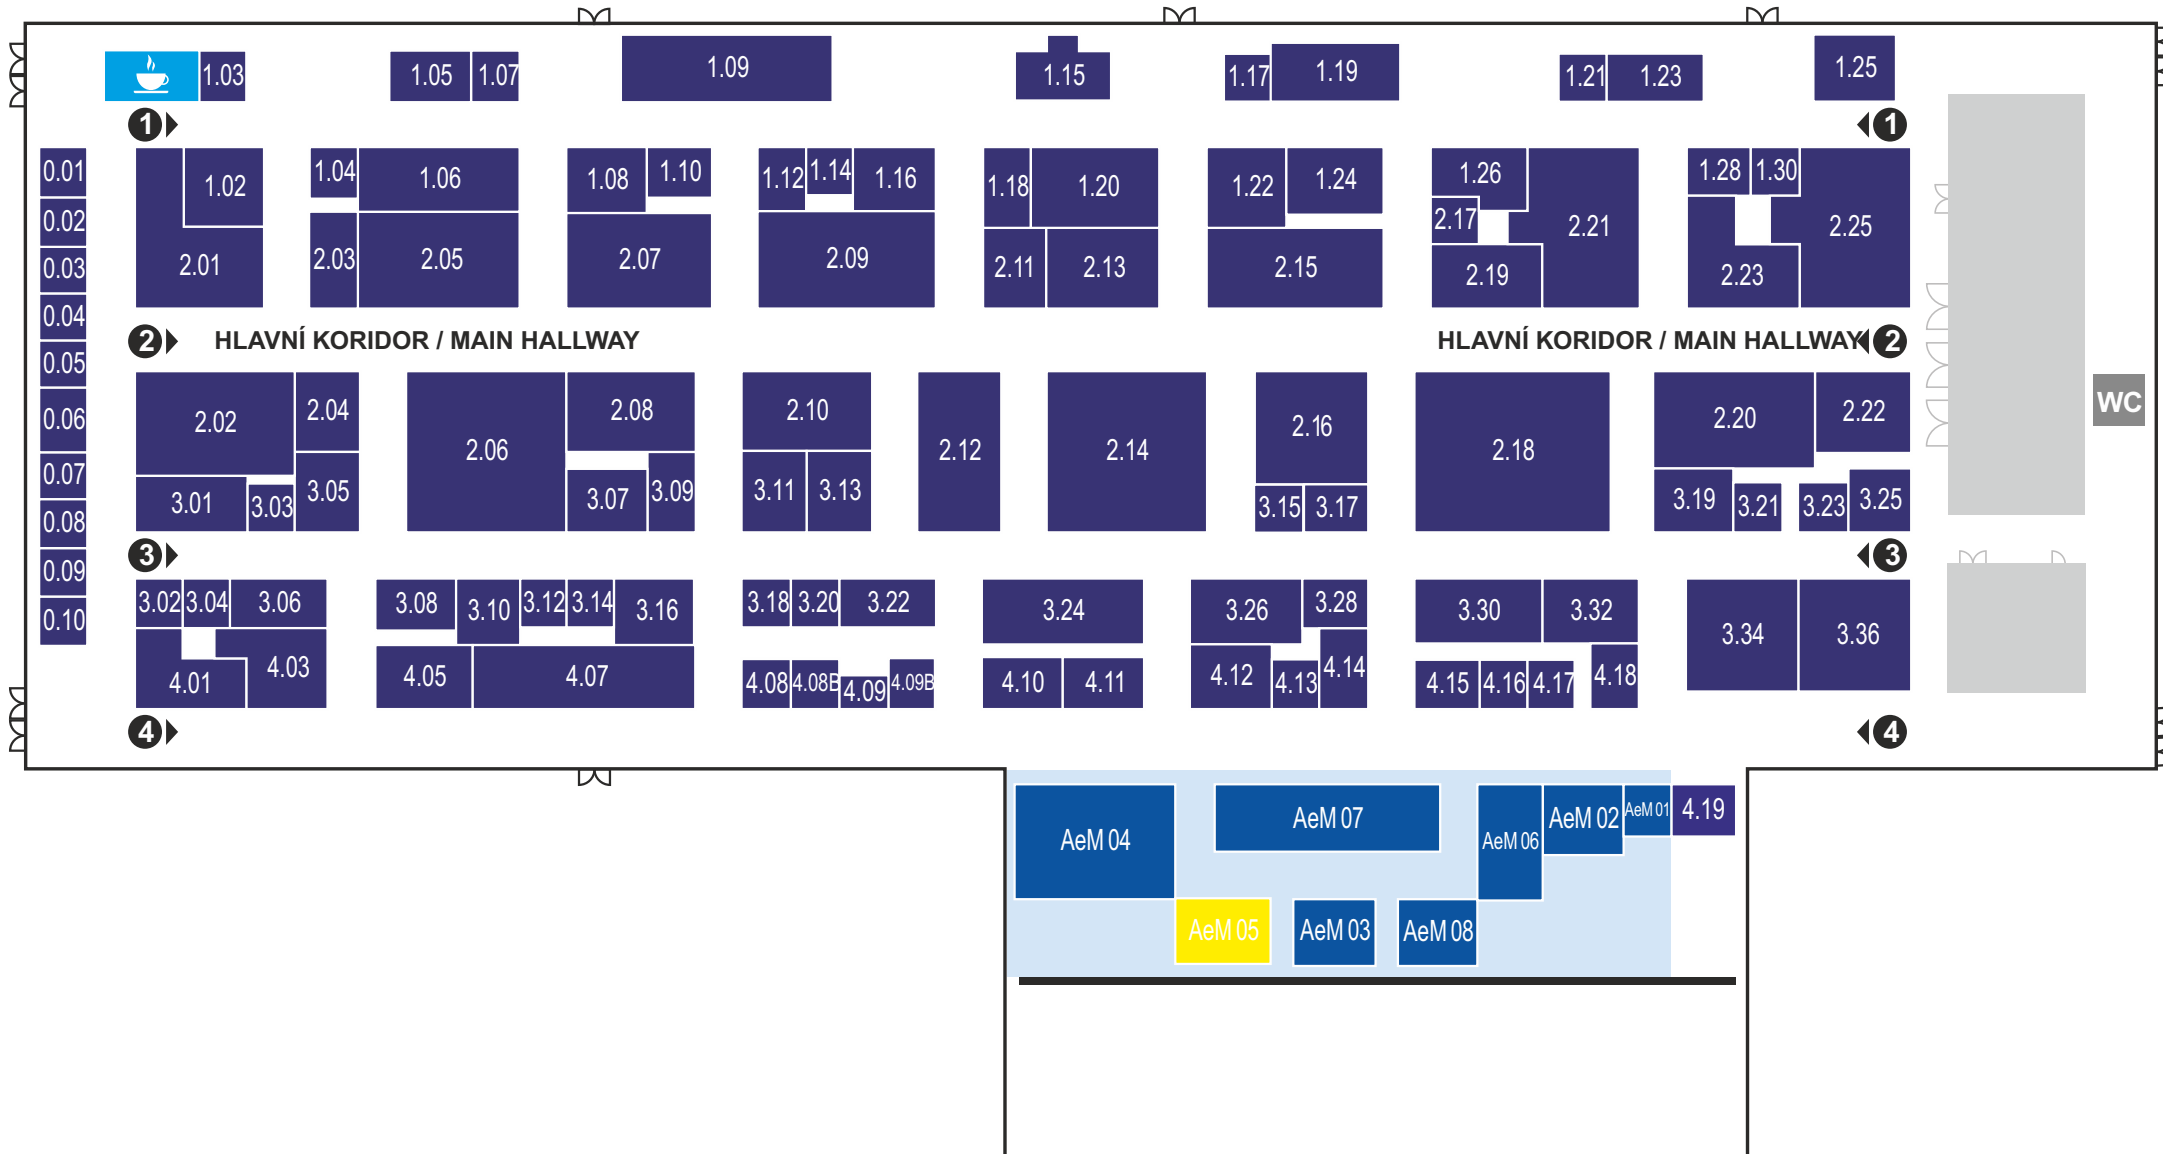 1.03 1.05 1.07 1.09 1.15 1.17 1.19 1.21 1.23 1.25
1 1
0.01 1.02 1.04 1.06 1.08 1.10 1.12 1.14 1.16 1.18 1.20 1.22 1.24 1.26 1.28 1.30
0.02 2.17 2.21 2.25
0.03 2.01 2.03 2.05 2.07 2.09 2.11 2.13 2.15 2.19 2.23
0.04
2 HLAVNÍ KORIDOR / MAIN HALLWAY HLAVNÍ KORIDOR / MAIN HALLWAY 2
0.05
0.06 2.02 2.04 2.06 2.08 2.10 2.12 2.14 2.16 2.18 2.20 2.22 WC
0.07
0.08 3.01 3.03 3.05 3.07 3.09 3.11 3.13 3.15 3.17 3.19 3.21 3.23 3.25
3 3
0.09
0.10 3.02 3.04 3.06 3.08 3.10 3.12 3.14 3.16 3.18 3.20 3.22 3.24 3.26 3.28 3.30 3.32 3.34 3.36
4.01 4.03 4.05 4.07 4.08 4.08B 4.09 4.09B 4.10 4.11 4.12 4.13 4.14 4.15 4.16 4.17 4.18
4 4
AeM 04 AeM 07 AeM 06 AeM 02 AeM 01 4.19
AeM 05 AeM 03 AeM 08